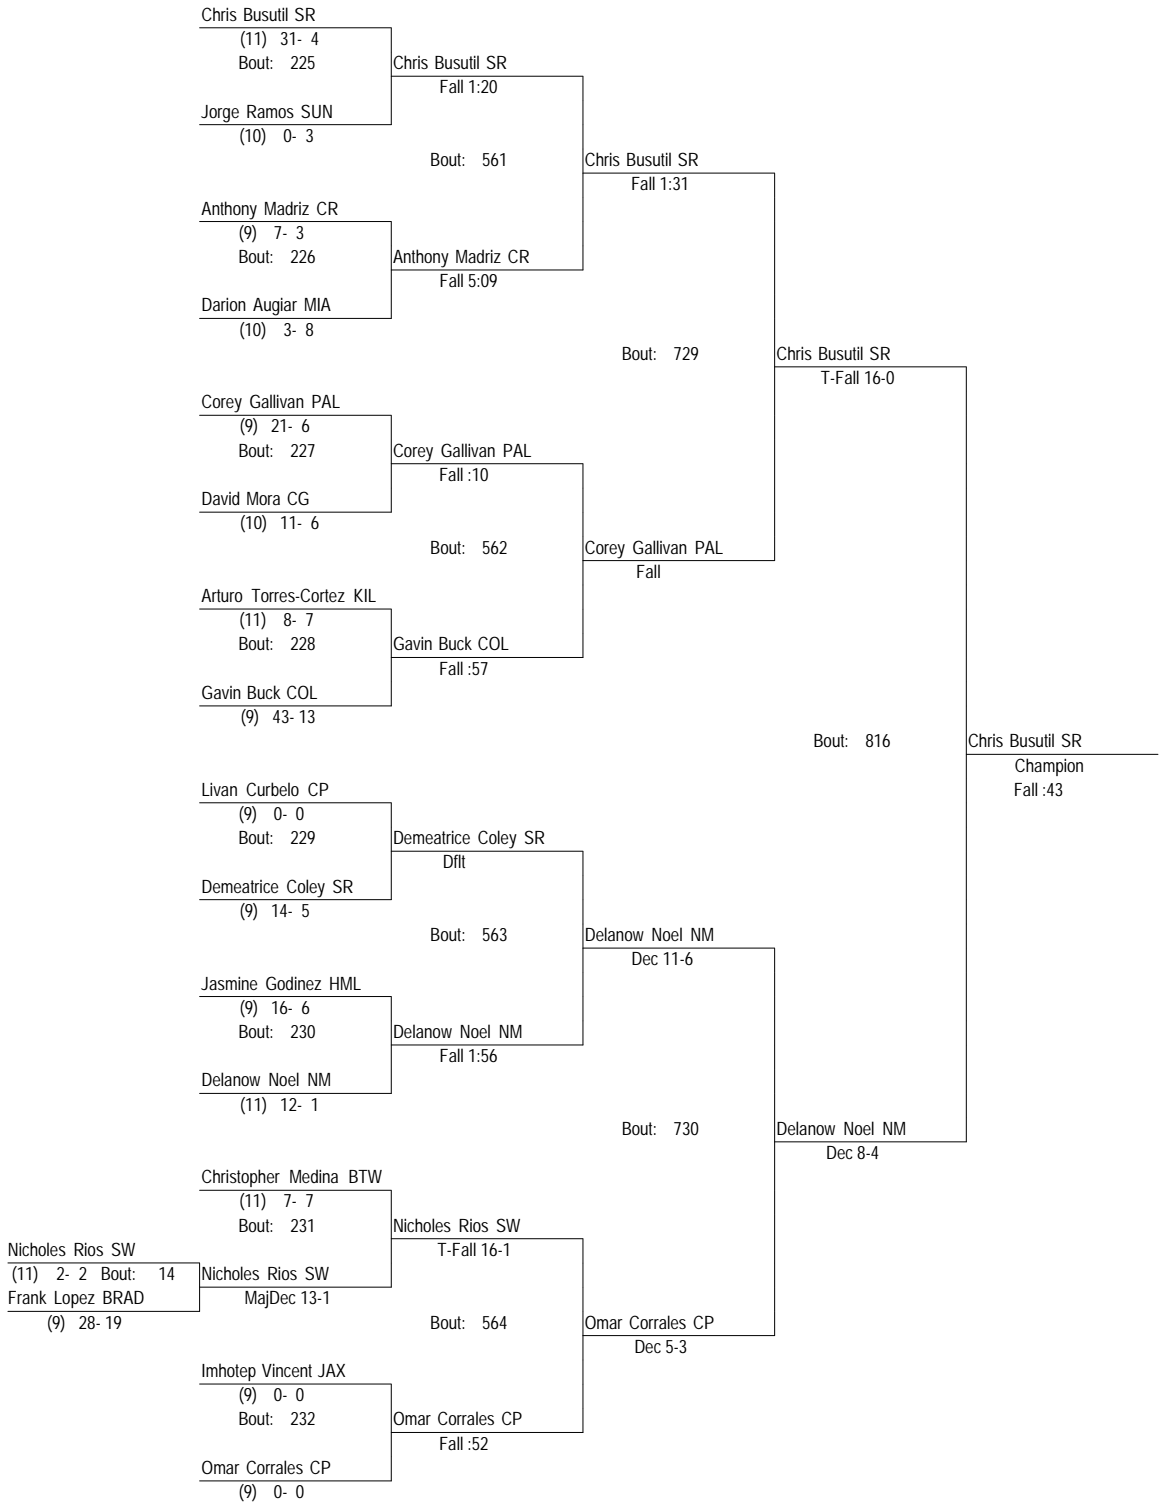 Chris Busutil SR
(11) 31- 4
Bout: 225
Chris Busutil SR
Fall 1:20
Jorge Ramos SUN
(10) 0- 3
Bout: 561
Chris Busutil SR
Fall 1:31
Anthony Madriz CR
(9) 7- 3
Bout: 226
Anthony Madriz CR
Fall 5:09
Darion Augiar MIA
(10) 3- 8
Bout: 729
Chris Busutil SR
T-Fall 16-0
Corey Gallivan PAL
(9) 21- 6
Bout: 227
Corey Gallivan PAL
Fall :10
David Mora CG
(10) 11- 6
Bout: 562
Corey Gallivan PAL
Fall
Arturo Torres-Cortez KIL
(11) 8- 7
Bout: 228
Gavin Buck COL
Fall :57
Gavin Buck COL
(9) 43- 13
Bout: 816
Chris Busutil SR
Champion
Fall :43
Livan Curbelo CP
(9) 0- 0
Bout: 229
Demeatrice Coley SR
Dflt
Demeatrice Coley SR
(9) 14- 5
Bout: 563
Delanow Noel NM
Dec 11-6
Jasmine Godinez HML
(9) 16- 6
Bout: 230
Delanow Noel NM
Fall 1:56
Delanow Noel NM
(11) 12- 1
Bout: 730
Delanow Noel NM
Dec 8-4
Christopher Medina BTW
(11) 7- 7
Bout: 231
Nicholes Rios SW
T-Fall 16-1
Nicholes Rios SW
(11) 2- 2 Bout: 14
Nicholes Rios SW
MajDec 13-1
Frank Lopez BRAD
(9) 28- 19
Bout: 564
Omar Corrales CP
Dec 5-3
Imhotep Vincent JAX
(9) 0- 0
Bout: 232
Omar Corrales CP
Fall :52
Omar Corrales CP
(9) 0- 0